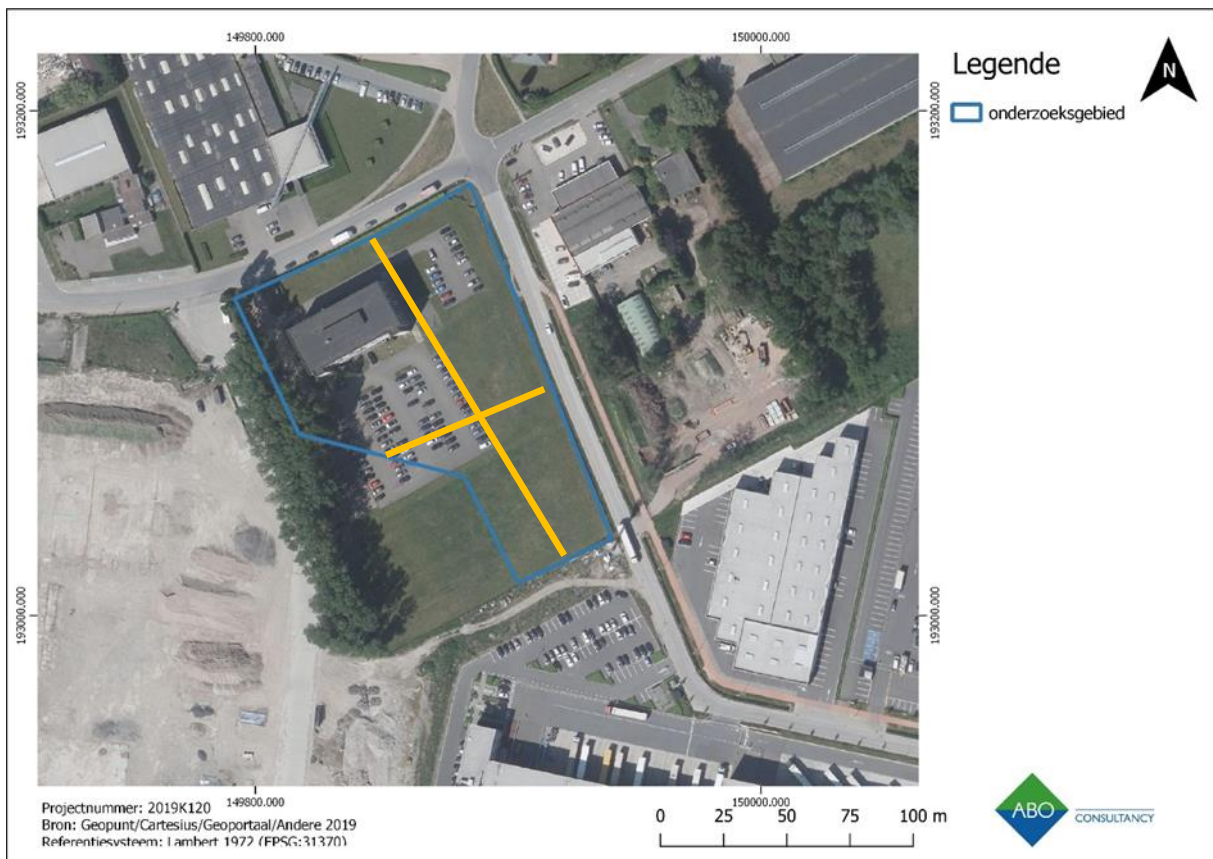 149800.000
150000.000
193200.000
193200.000
Legende
N
onderzoeksgebied
193000.000
193000.000
149800.000
150000.000
Projectnummer: 2019K120
Bron: Geopunt/Cartesius/Geoportaal/Andere 2019
Referentiesysteem: Lambert 1972 (EPSG:31370)
0 25 50 75 100 m
ABO
CONSULTANCY